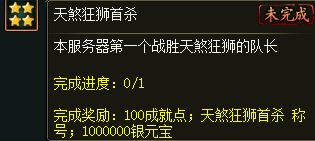 天煞狂狮首杀
未完成
本服务器第一个战胜天煞狂狮的队长
完成进度：0/1
完成奖励：100成就点；天煞狂狮首杀 称
号；1000000银元宝